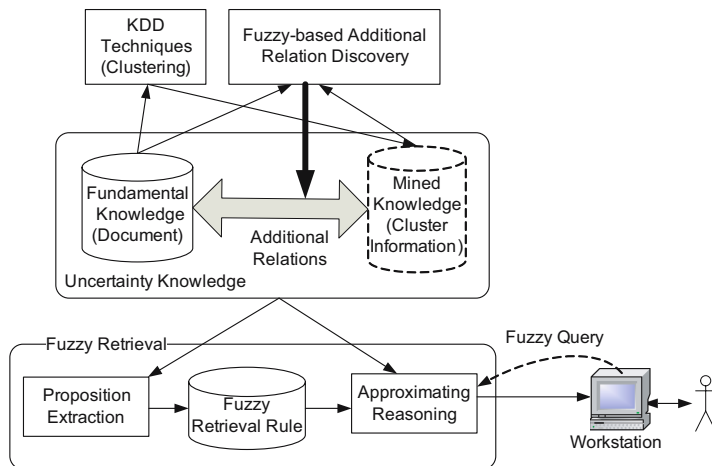 KDD
Techniques
(Clustering)
Fuzzy-based Additional
Relation Discovery
Fundamental
Knowledge
(Document)
Additional
Relations
Mined
Knowledge
(Cluster
Information)
Uncertainty Knowledge
Fuzzy Retrieval
Proposition
Extraction
Fuzzy
Retrieval Rule
Approximating
Reasoning
Fuzzy Query
Workstation